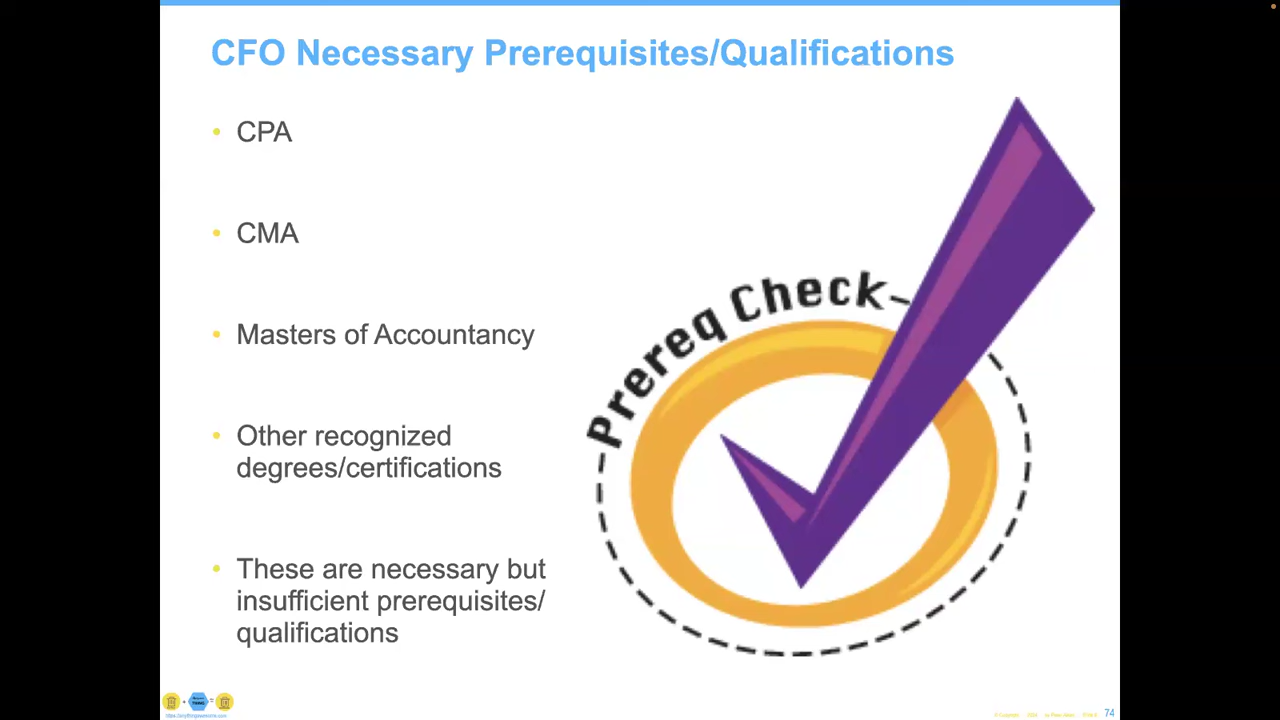 CFO Necessary Prerequisites/Qualifications
• CPA
• CMA
• Masters of Accountancy
• Other recognized
degrees/certifications
• These are necessary but
insufficient prerequisites/
qualifications
Prereq Check
74